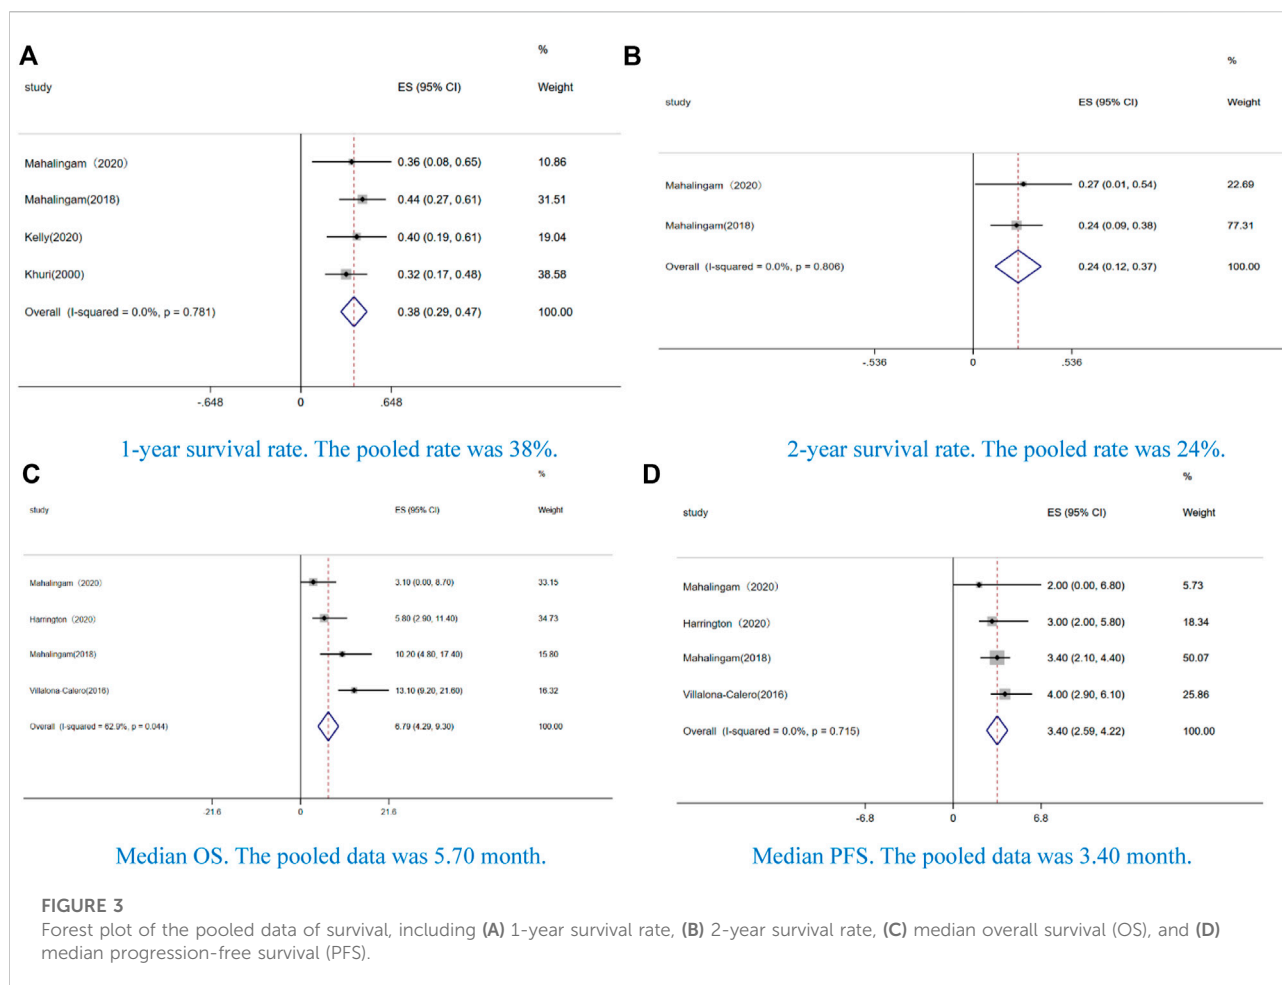 A
%
study ES (95% CI) Weight
Mahalingam (2020) 0.36 (0.08, 0.65) 10.86
Mahalingam(2018) 0.44 (0.27, 0.61) 31.51
Kelly(2020) 0.40 (0.19, 0.61) 19.04
Khuri(2000) 0.32 (0.17, 0.48) 38.58
Overall (I-squared = 0.0%, p = 0.781) 0.38 (0.29, 0.47) 100.00
-.648 0 .648
1-year survival rate. The pooled rate was 38%.
B
%
study ES (95% CI) Weight
Mahalingam (2020) 0.27 (0.01, 0.54) 22.69
Mahalingam(2018) 0.24 (0.09, 0.38) 77.31
Overall (I-squared = 0.0%, p = 0.806) 0.24 (0.12, 0.37) 100.00
-.536 0 .536
2-year survival rate. The pooled rate was 24%.
C
%
study ES (95% CI) Weight
Mahalingam (2020) 3.10 (0.00, 8.70) 33.15
Harrington (2020) 5.80 (2.90, 11.40) 34.73
Mahalingam(2018) 10.20 (4.80, 17.40) 15.80
Villalona-Calero(2016) 13.10 (9.20, 21.60) 16.32
Overall (I-squared = 62.9%, p = 0.044) 6.79 (4.29, 9.30) 100.00
-21.6 0 21.6
Median OS. The pooled data was 5.70 month.
D
%
study ES (95% CI) Weight
Mahalingam (2020) 2.00 (0.00, 6.80) 5.73
Harrington (2020) 3.00 (2.00, 5.80) 18.34
Mahalingam(2018) 3.40 (2.10, 4.40) 50.07
Villalona-Calero(2016) 4.00 (2.90, 6.10) 25.86
Overall (I-squared = 0.0%, p = 0.715) 3.40 (2.59, 4.22) 100.00
-6.8 0 6.8
Median PFS. The pooled data was 3.40 month.
FIGURE 3
Forest plot of the pooled data of survival, including (A) 1-year survival rate, (B) 2-year survival rate, (C) median overall survival (OS), and (D)
median progression-free survival (PFS).